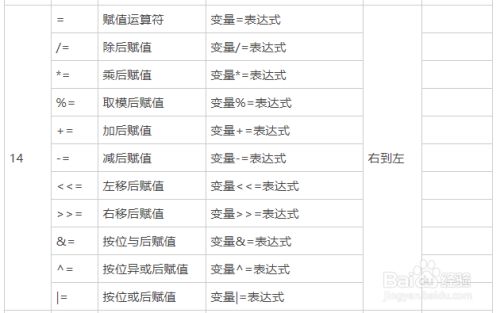 = 赋值运算符 变量=表达式
/= 除后赋值 变量/=表达式
*= 乘后赋值 变量*=表达式
%= 取模后赋值 变量%=表达式
+= 加后赋值 变量+=表达式
14 -= 减后赋值 变量-=表达式 右到左
<<= 左移后赋值 变量<<=表达式
>>= 右移后赋值 变量>>=表达式
&= 按位与后赋值 变量&=表达式
^= 按位异或后赋值 变量^=表达式
|= 按位或后赋值 变量|=表达式
Baidu经验
jingyan.baidu.com